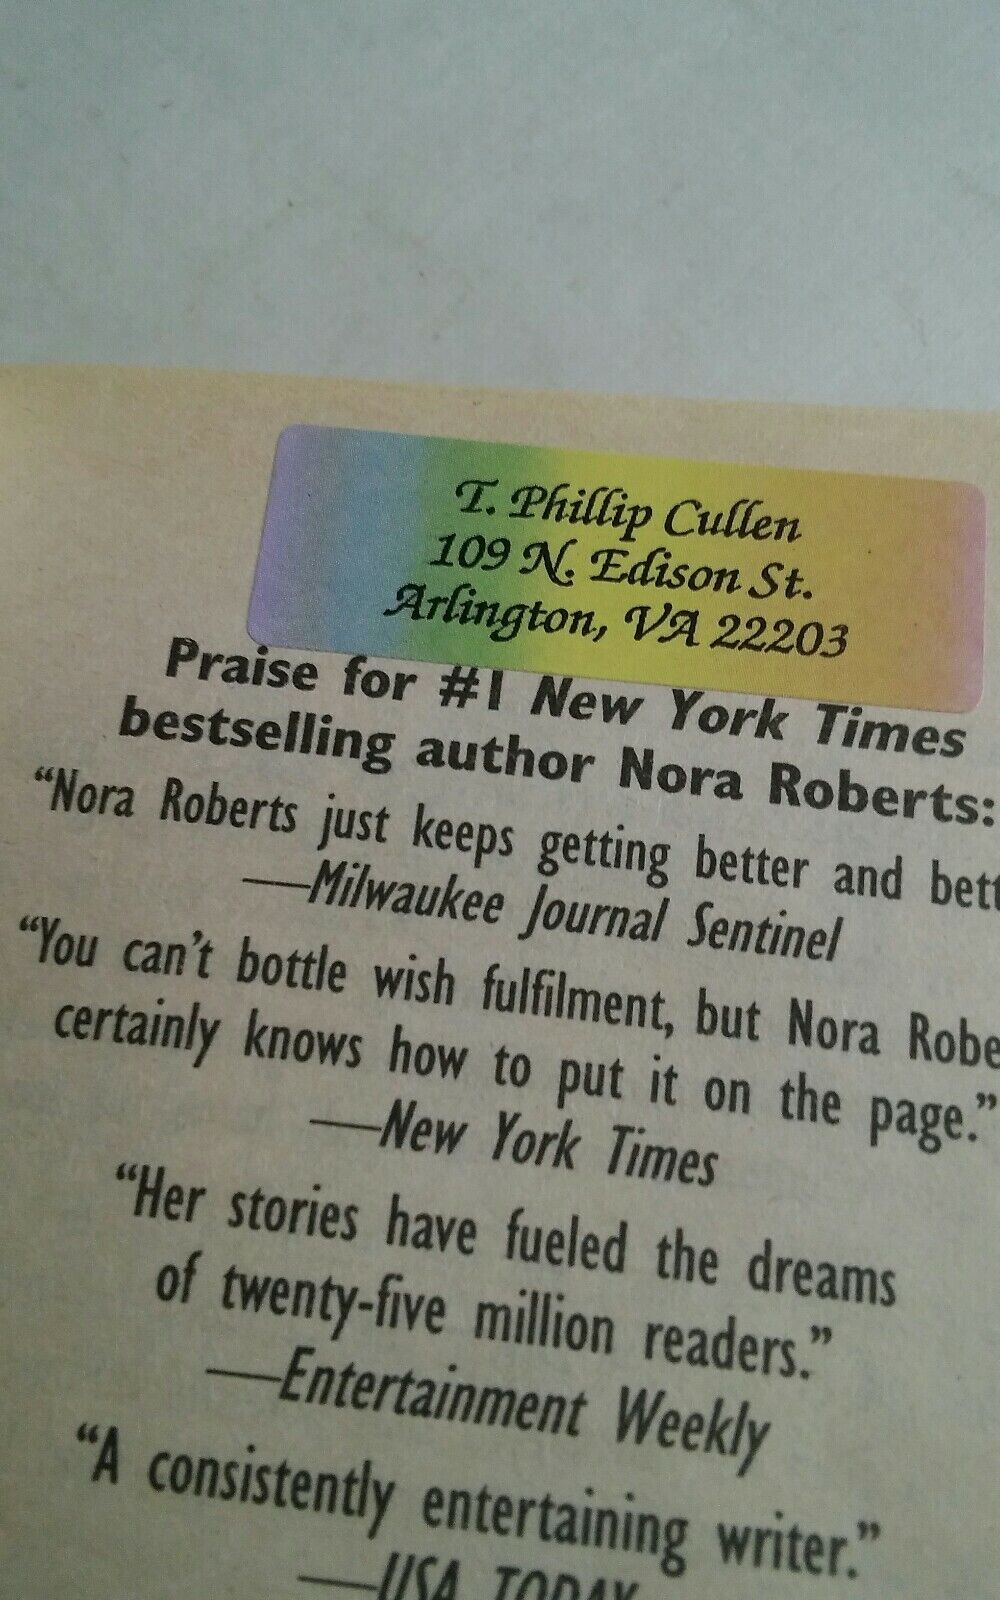 T. Phillip Cullen
109 N. Edison St.
Arlington, VA 22203
Praise for #1 New York Times
bestselling author Nora Roberts:
“Nora Roberts just keeps getting better and bett
—Milwaukee Journal Sentinel
“You can't bottle wish fulfilment, but Nora Robe
certainly knows how to put it on the page.”
—New York Times
“Her stories have fueled the dreams
of twenty-five million readers.”
—Entertainment Weekly
“A consistently entertaining writer.”
—USA TODAY